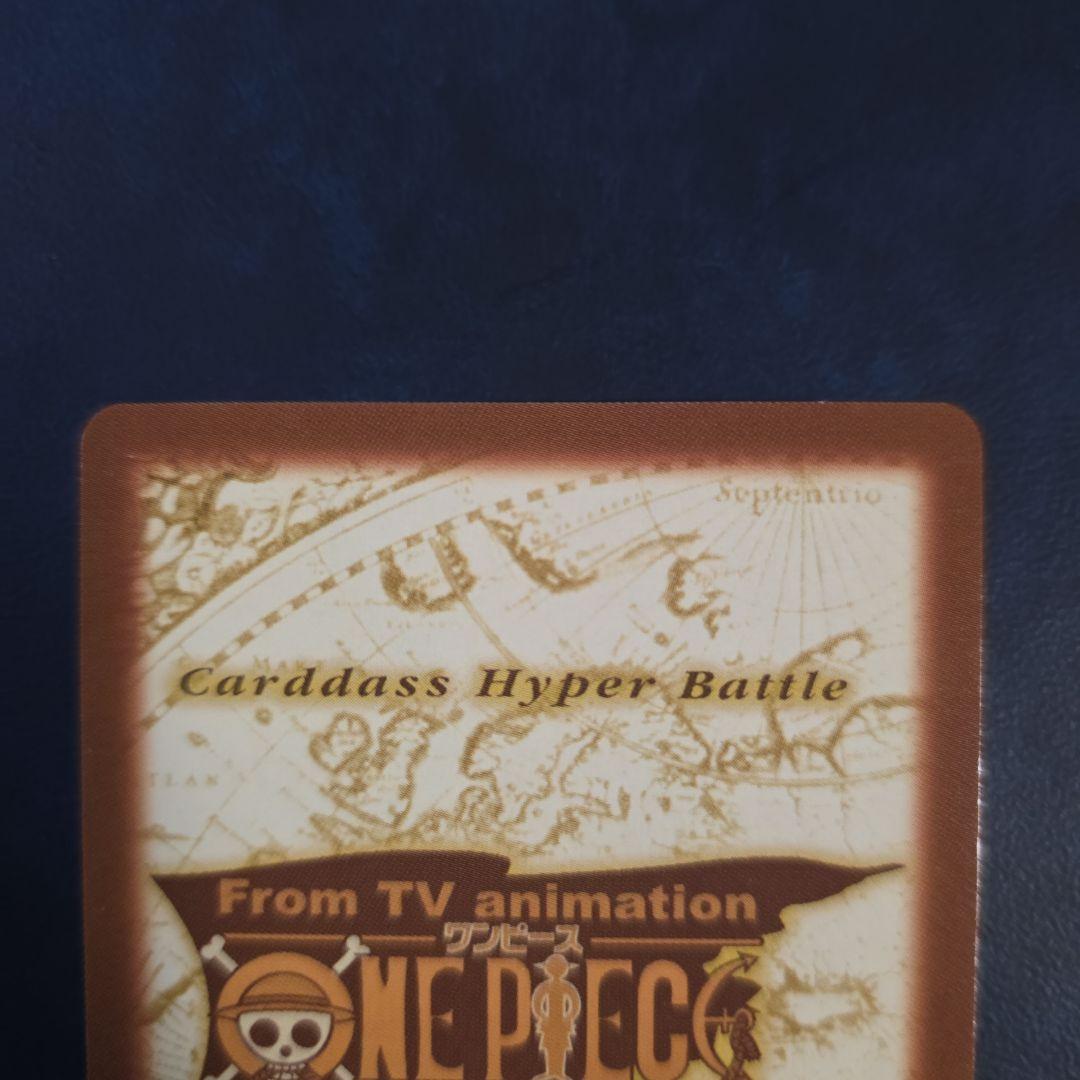 Septentrio
Carddass Hyper Battle
From TV animation
ワンピース
ONE PIECE